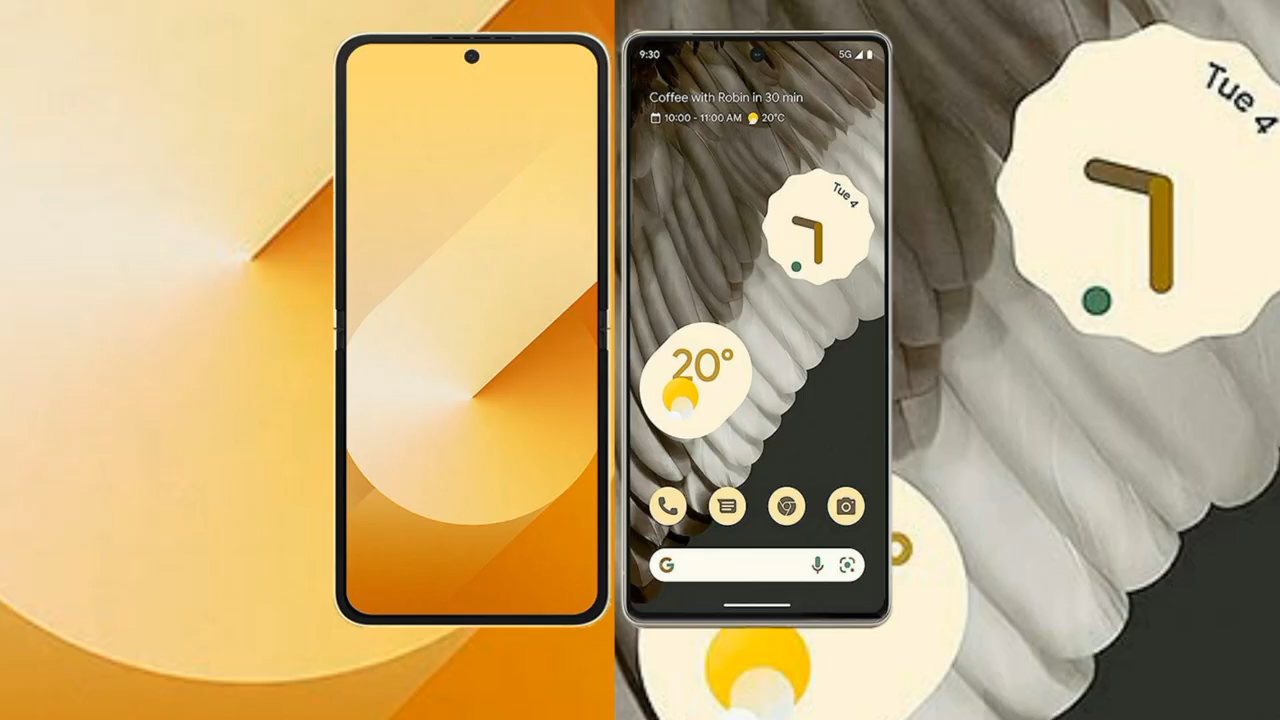 9:30
5G
Coffee with Robin in 30 min
10:00 - 11:00 AM 20°C
Tue 4
20°
G
Tue 4